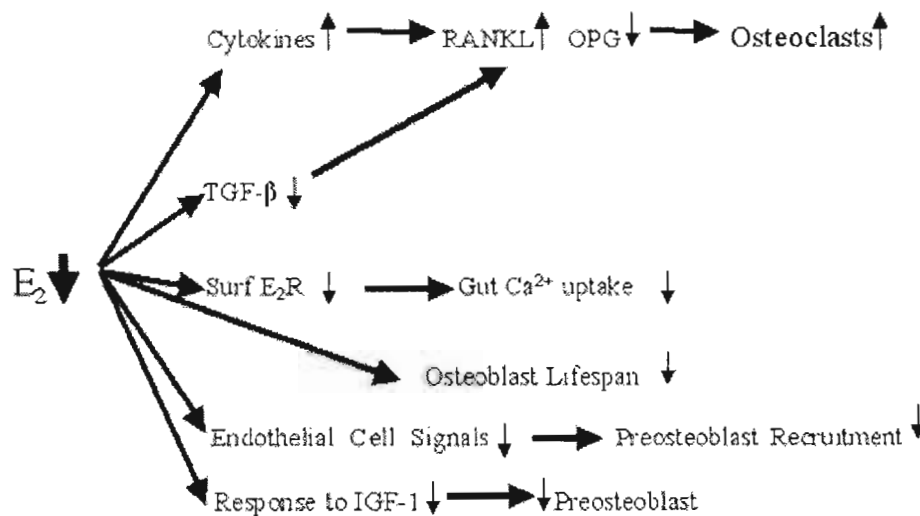 Cytokines RANKL OPG Osteoclasts
TGF-β
E₂
Surf E₂R Gut Ca²⁺ uptake
Osteoblast Lifespan
Endothelial Cell Signals Preosteoblast Recruitment
Response to IGF-1 Preosteoblast